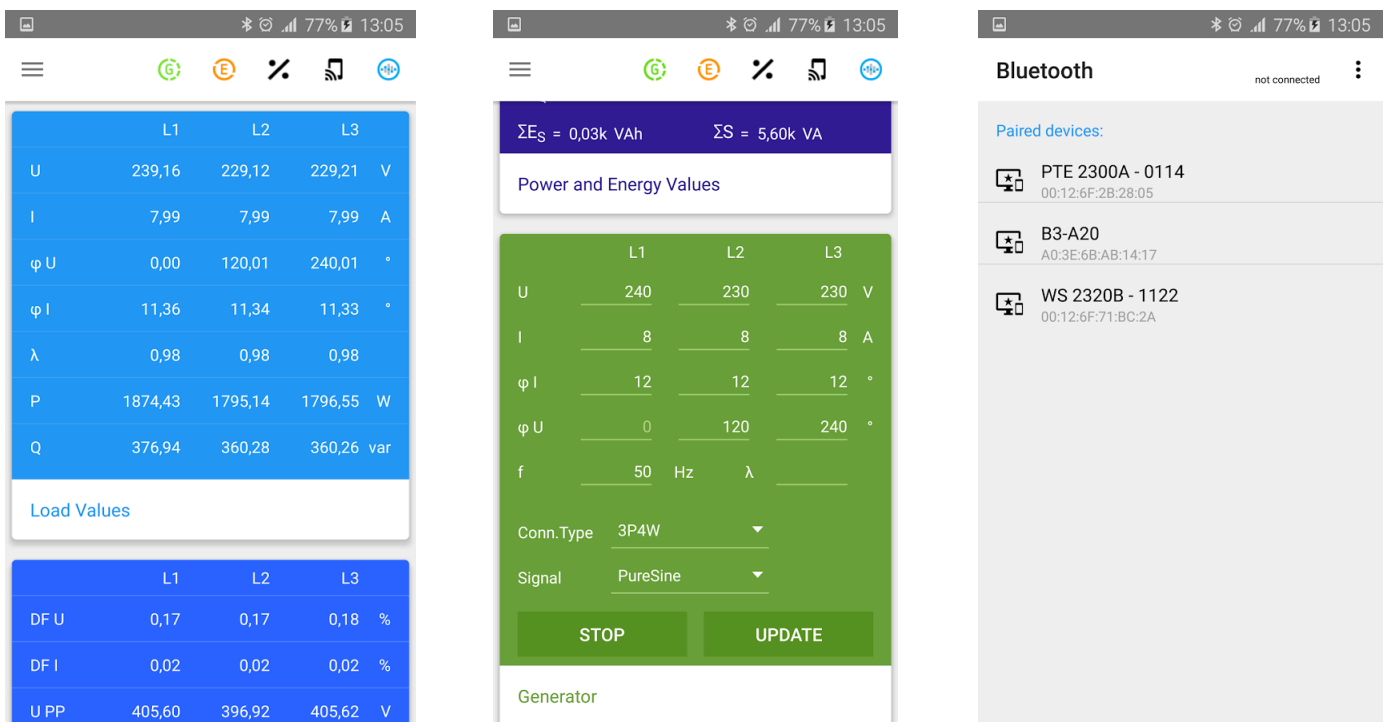 77% 13:05
G E
L1 L2 L3
U 239,16 229,12 229,21 V
I 7,99 7,99 7,99 A
φ U 0,00 120,01 240,01 °
φ I 11,36 11,34 11,33 °
λ 0,98 0,98 0,98
P 1874,43 1795,14 1796,55 W
Q 376,94 360,28 360,26 var
Load Values
L1 L2 L3
DF U 0,17 0,17 0,18 %
DF I 0,02 0,02 0,02 %
U PP 405,60 396,92 405,62 V
77% 13:05
G E
ΣES = 0,03k VAh ΣS = 5,60k VA
Power and Energy Values
L1 L2 L3
U 240 230 230 V
I 8 8 8 A
φ I 12 12 12 °
φ U 0 120 240 °
f 50 Hz λ
Conn.Type 3P4W
Signal PureSine
STOP UPDATE
Generator
77% 13:05
Bluetooth not connected
Paired devices:
PTE 2300A - 0114
00:12:6F:2B:28:05
B3-A20
A0:3E:6B:AB:14:17
WS 2320B - 1122
00:12:6F:71:BC:2A